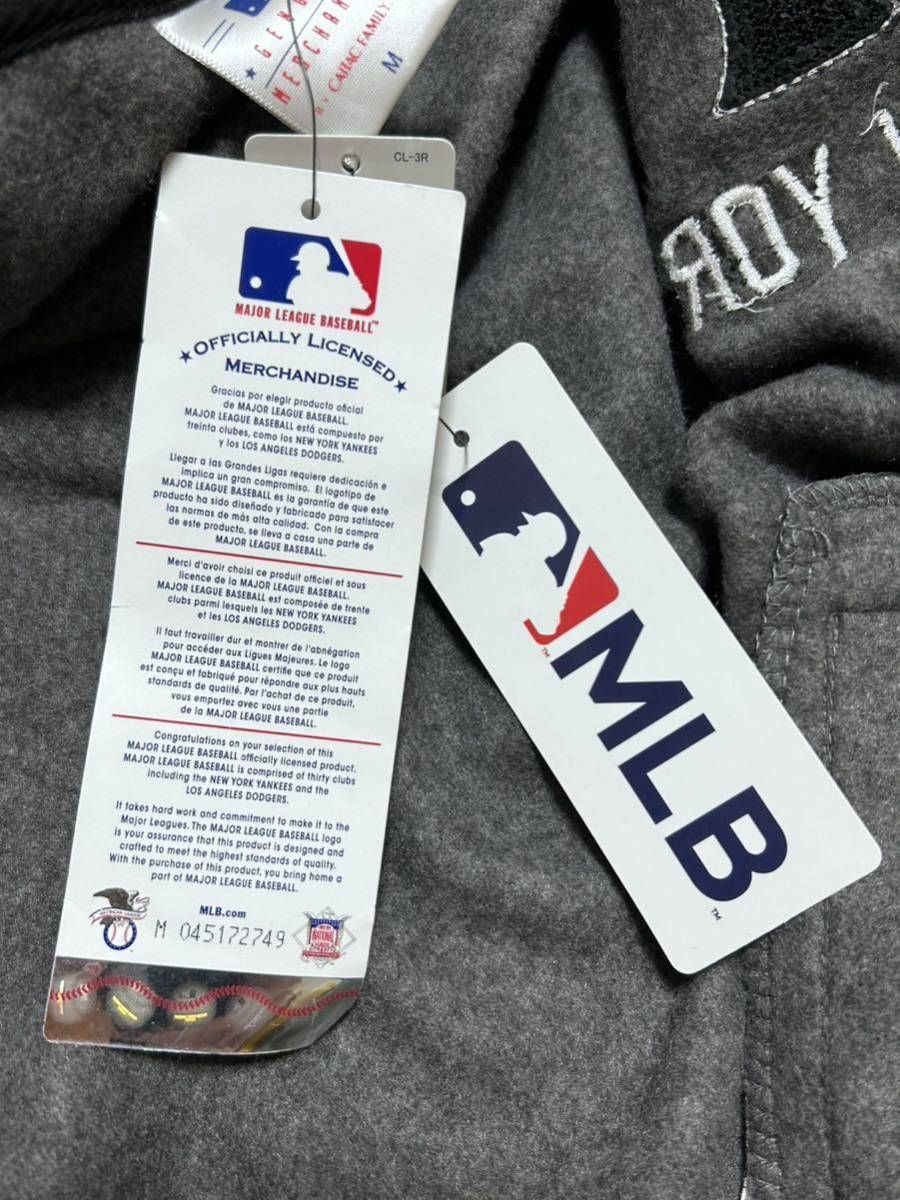 GEN
MERCHAN
BY CABAC FAMILY
M
CL-3R
MAJOR LEAGUE BASEBALL™
★OFFICIALLY LICENSED★
MERCHANDISE
Gracias por elegir producto oficial
de MAJOR LEAGUE BASEBALL.
MAJOR LEAGUE BASEBALL está compuesto por
treinta clubes, como los NEW YORK YANKEES
y los LOS ANGELES DODGERS.
Llegar a las Grandes Ligas requiere dedicación e
implica un gran compromiso. El logotipo de
MAJOR LEAGUE BASEBALL es la garantía de que este
producto ha sido diseñado y fabricado para satisfacer
las normas de más alta calidad. Con la compra
de este producto, se lleva a casa una parte de
MAJOR LEAGUE BASEBALL.
Merci d'avoir choisi ce produit officiel et sous
licence de la MAJOR LEAGUE BASEBALL.
MAJOR LEAGUE BASEBALL est composée de trente
clubs parmi lesquels les NEW YORK YANKEES
et les LOS ANGELES DODGERS.
Il faut travailler dur et montrer de l'abnégation
pour accéder aux Ligues Majeures. Le logo
MAJOR LEAGUE BASEBALL certifie que ce produit
est conçu et fabriqué pour répondre aux plus hauts
standards de qualité. Par l'achat de ce produit,
vous emportez avec vous une partie
de la MAJOR LEAGUE BASEBALL.
Congratulations on your selection of this
MAJOR LEAGUE BASEBALL officially licensed product.
MAJOR LEAGUE BASEBALL is comprised of thirty clubs
including the NEW YORK YANKEES and the
LOS ANGELES DODGERS.
It takes hard work and commitment to make it to the
Major Leagues. The MAJOR LEAGUE BASEBALL logo
is your assurance that this product is designed and
crafted to meet the highest standards of quality.
With the purchase of this product, you bring home a
part of MAJOR LEAGUE BASEBALL.
MLB.com
AMERICAN LEAGUE
M 045172749
NATIONAL
LEAGUE
™
MLB™
ROY